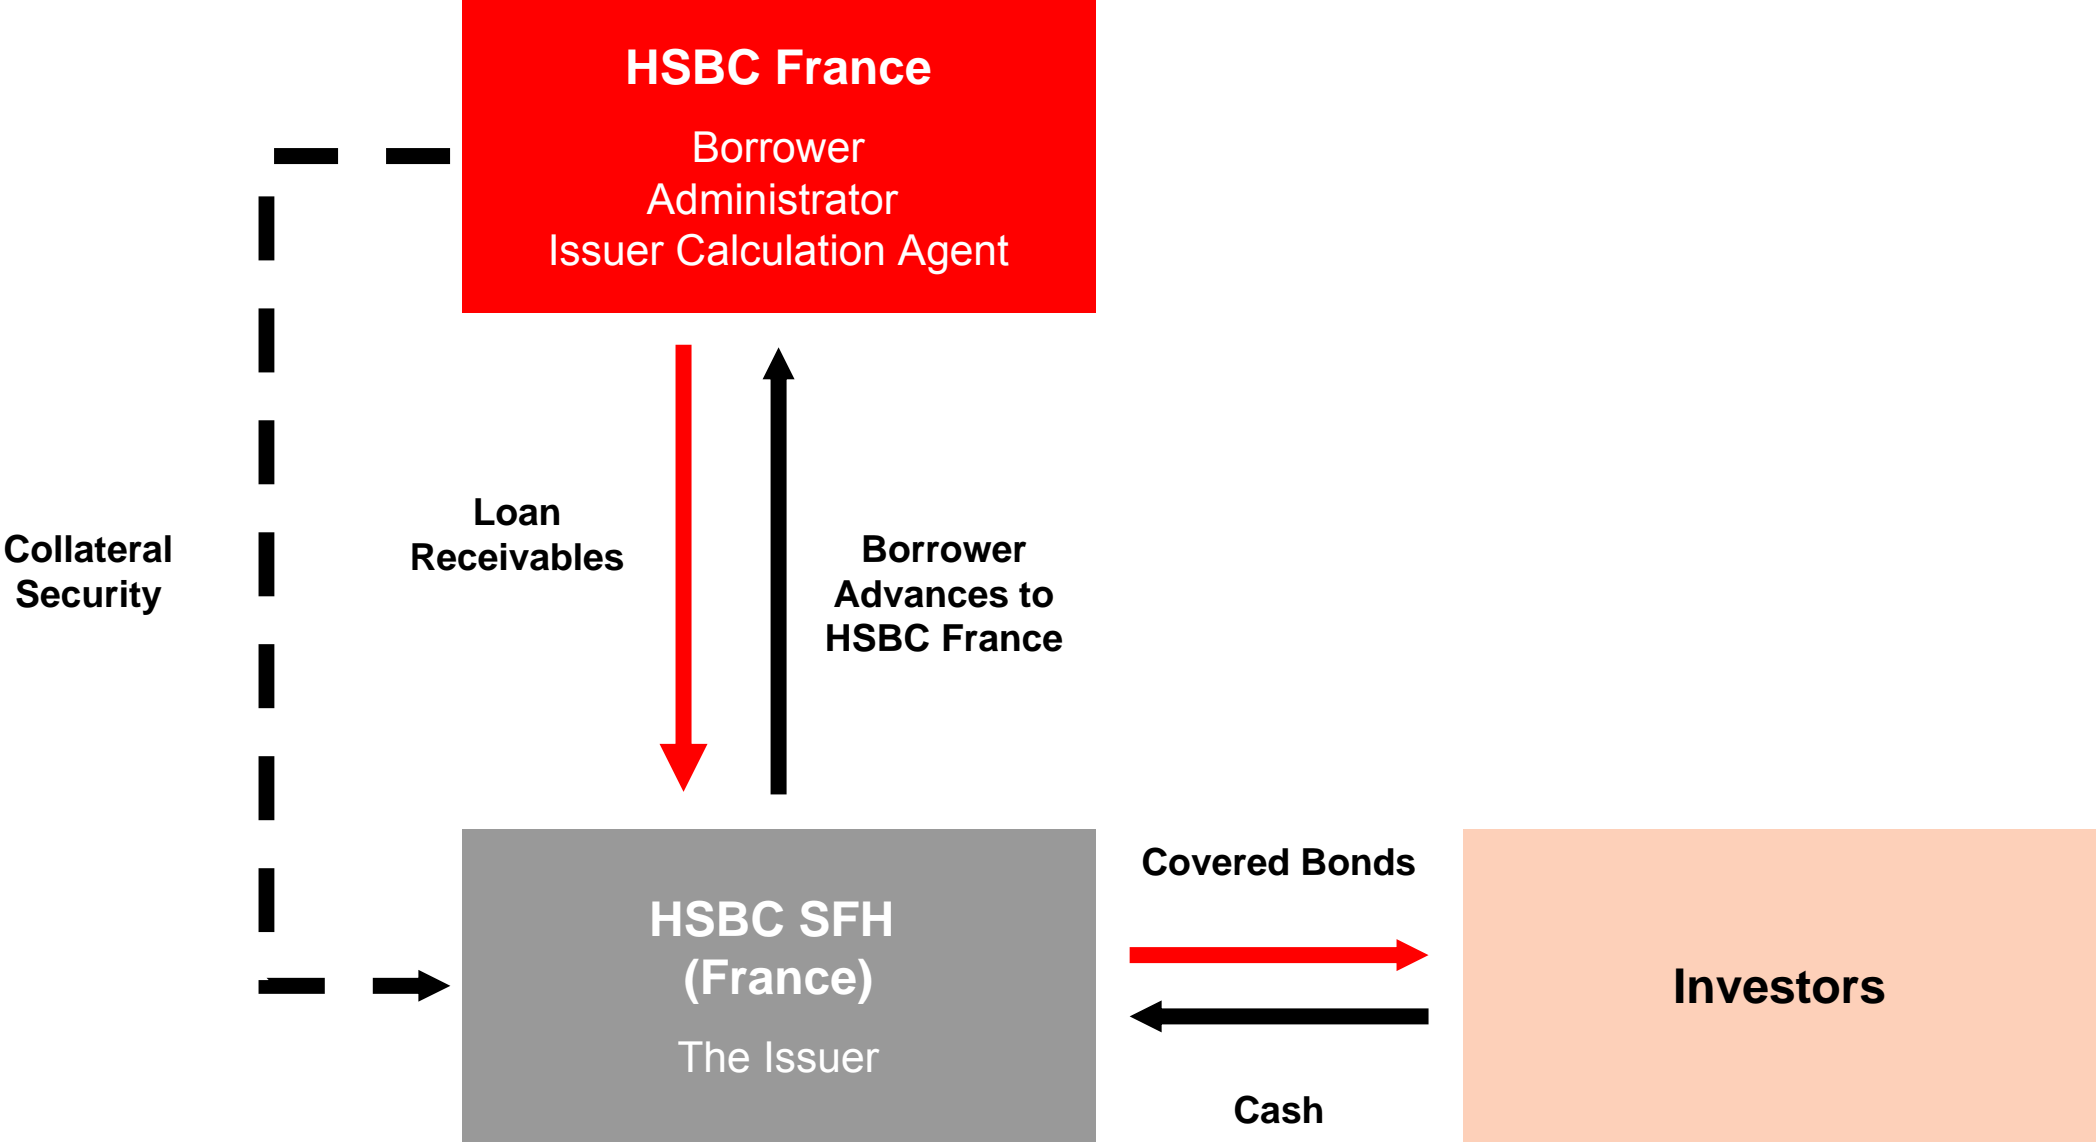 HSBC France
Borrower
Administrator
Issuer Calculation Agent
Collateral
Security
Loan
Receivables
Borrower
Advances to
HSBC France
HSBC SFH
(France)
The Issuer
Covered Bonds
Cash
Investors